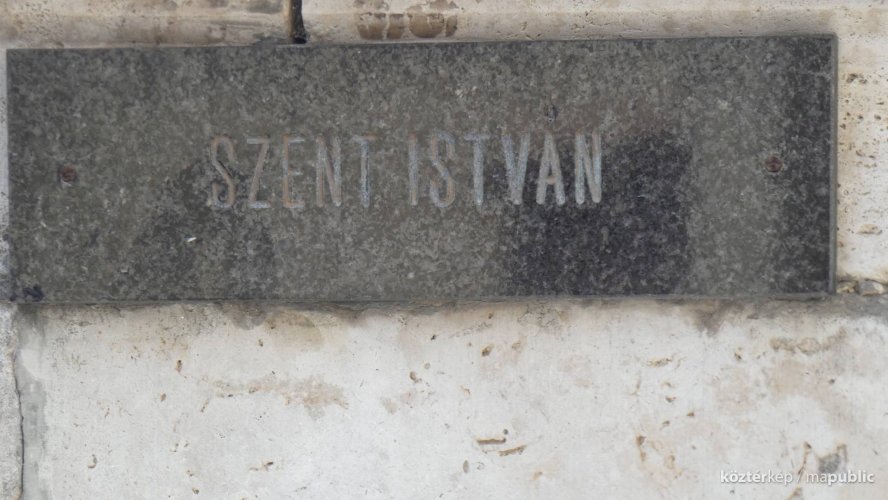 SZENT ISTVÁN
köztérkép / mapublic